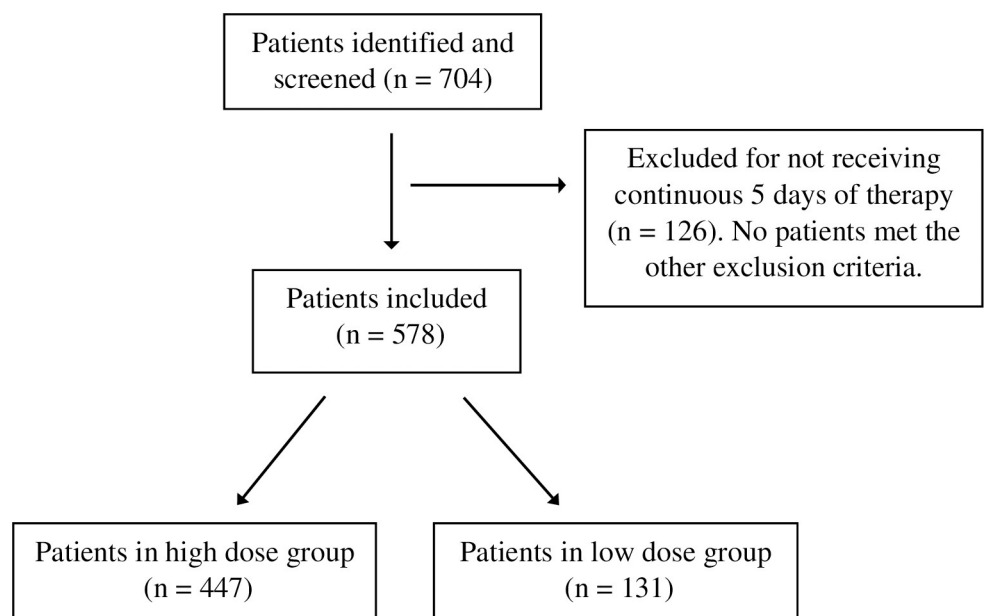 Patients identified and
screened (n = 704)
Excluded for not receiving
continuous 5 days of therapy
(n = 126). No patients met the
other exclusion criteria.
Patients included
(n = 578)
Patients in high dose group
(n = 447)
Patients in low dose group
(n = 131)